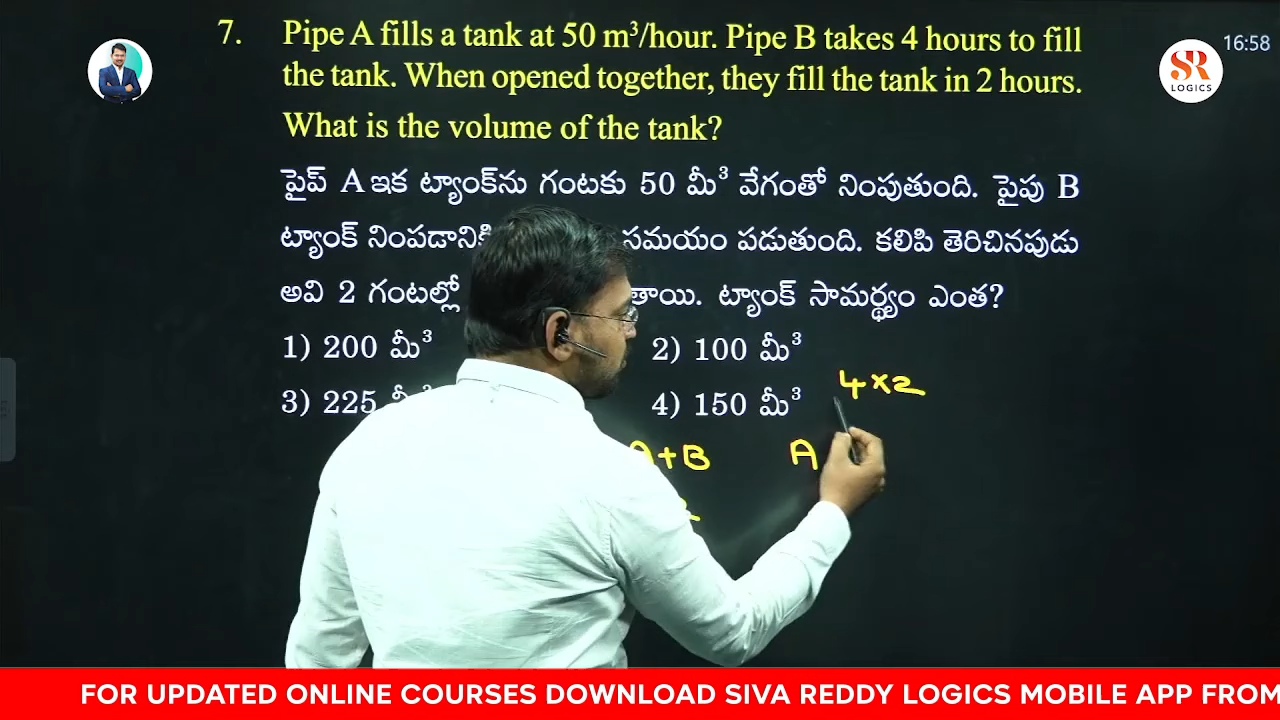 7. Pipe A fills a tank at 50 m³/hour. Pipe B takes 4 hours to fill
the tank. When opened together, they fill the tank in 2 hours.
What is the volume of the tank?
పైప్ A ఇక ట్యాంక్‌ను గంటకు 50 మీ³ వేగంతో నింపుతుంది. పైపు B
ట్యాంక్ సమయం పడుతుంది. కలిపి తెరిచినపుడు
అవి 2 గంటల్లో తాయి. ట్యాంక్ సామర్థ్యం ఎంత?
1) 200 మీ³ 2) 100 మీ³
3) 225 4) 150 మీ³
4×2
A+B A
2
SR
LOGICS
16:58
FOR UPDATED ONLINE COURSES DOWNLOAD SIVA REDDY LOGICS MOBILE APP FROM